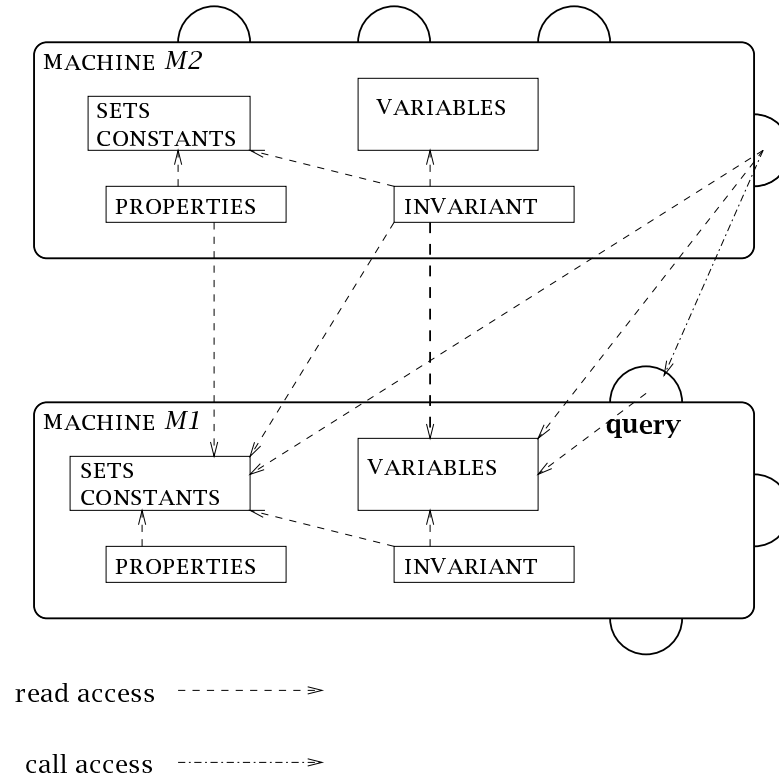 MACHINE M2
SETS
CONSTANTS
VARIABLES
PROPERTIES
INVARIANT
MACHINE M1
query
SETS
CONSTANTS
VARIABLES
PROPERTIES
INVARIANT
read access
call access